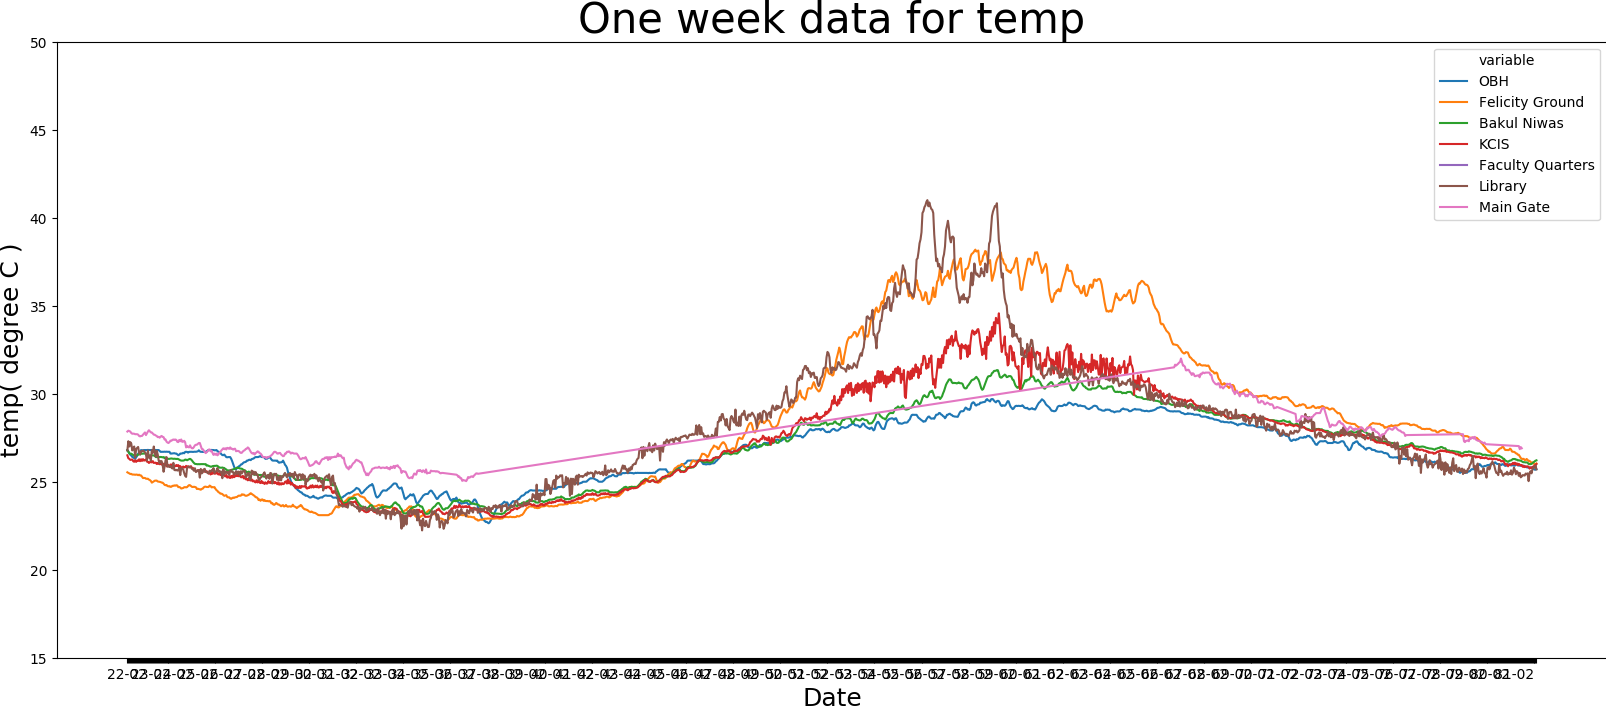 One week data for temp
temp( degree C )
50
45
40
35
30
25
20
15
variable
OBH
Felicity Ground
Bakul Niwas
KCIS
Faculty Quarters
Library
Main Gate
Date